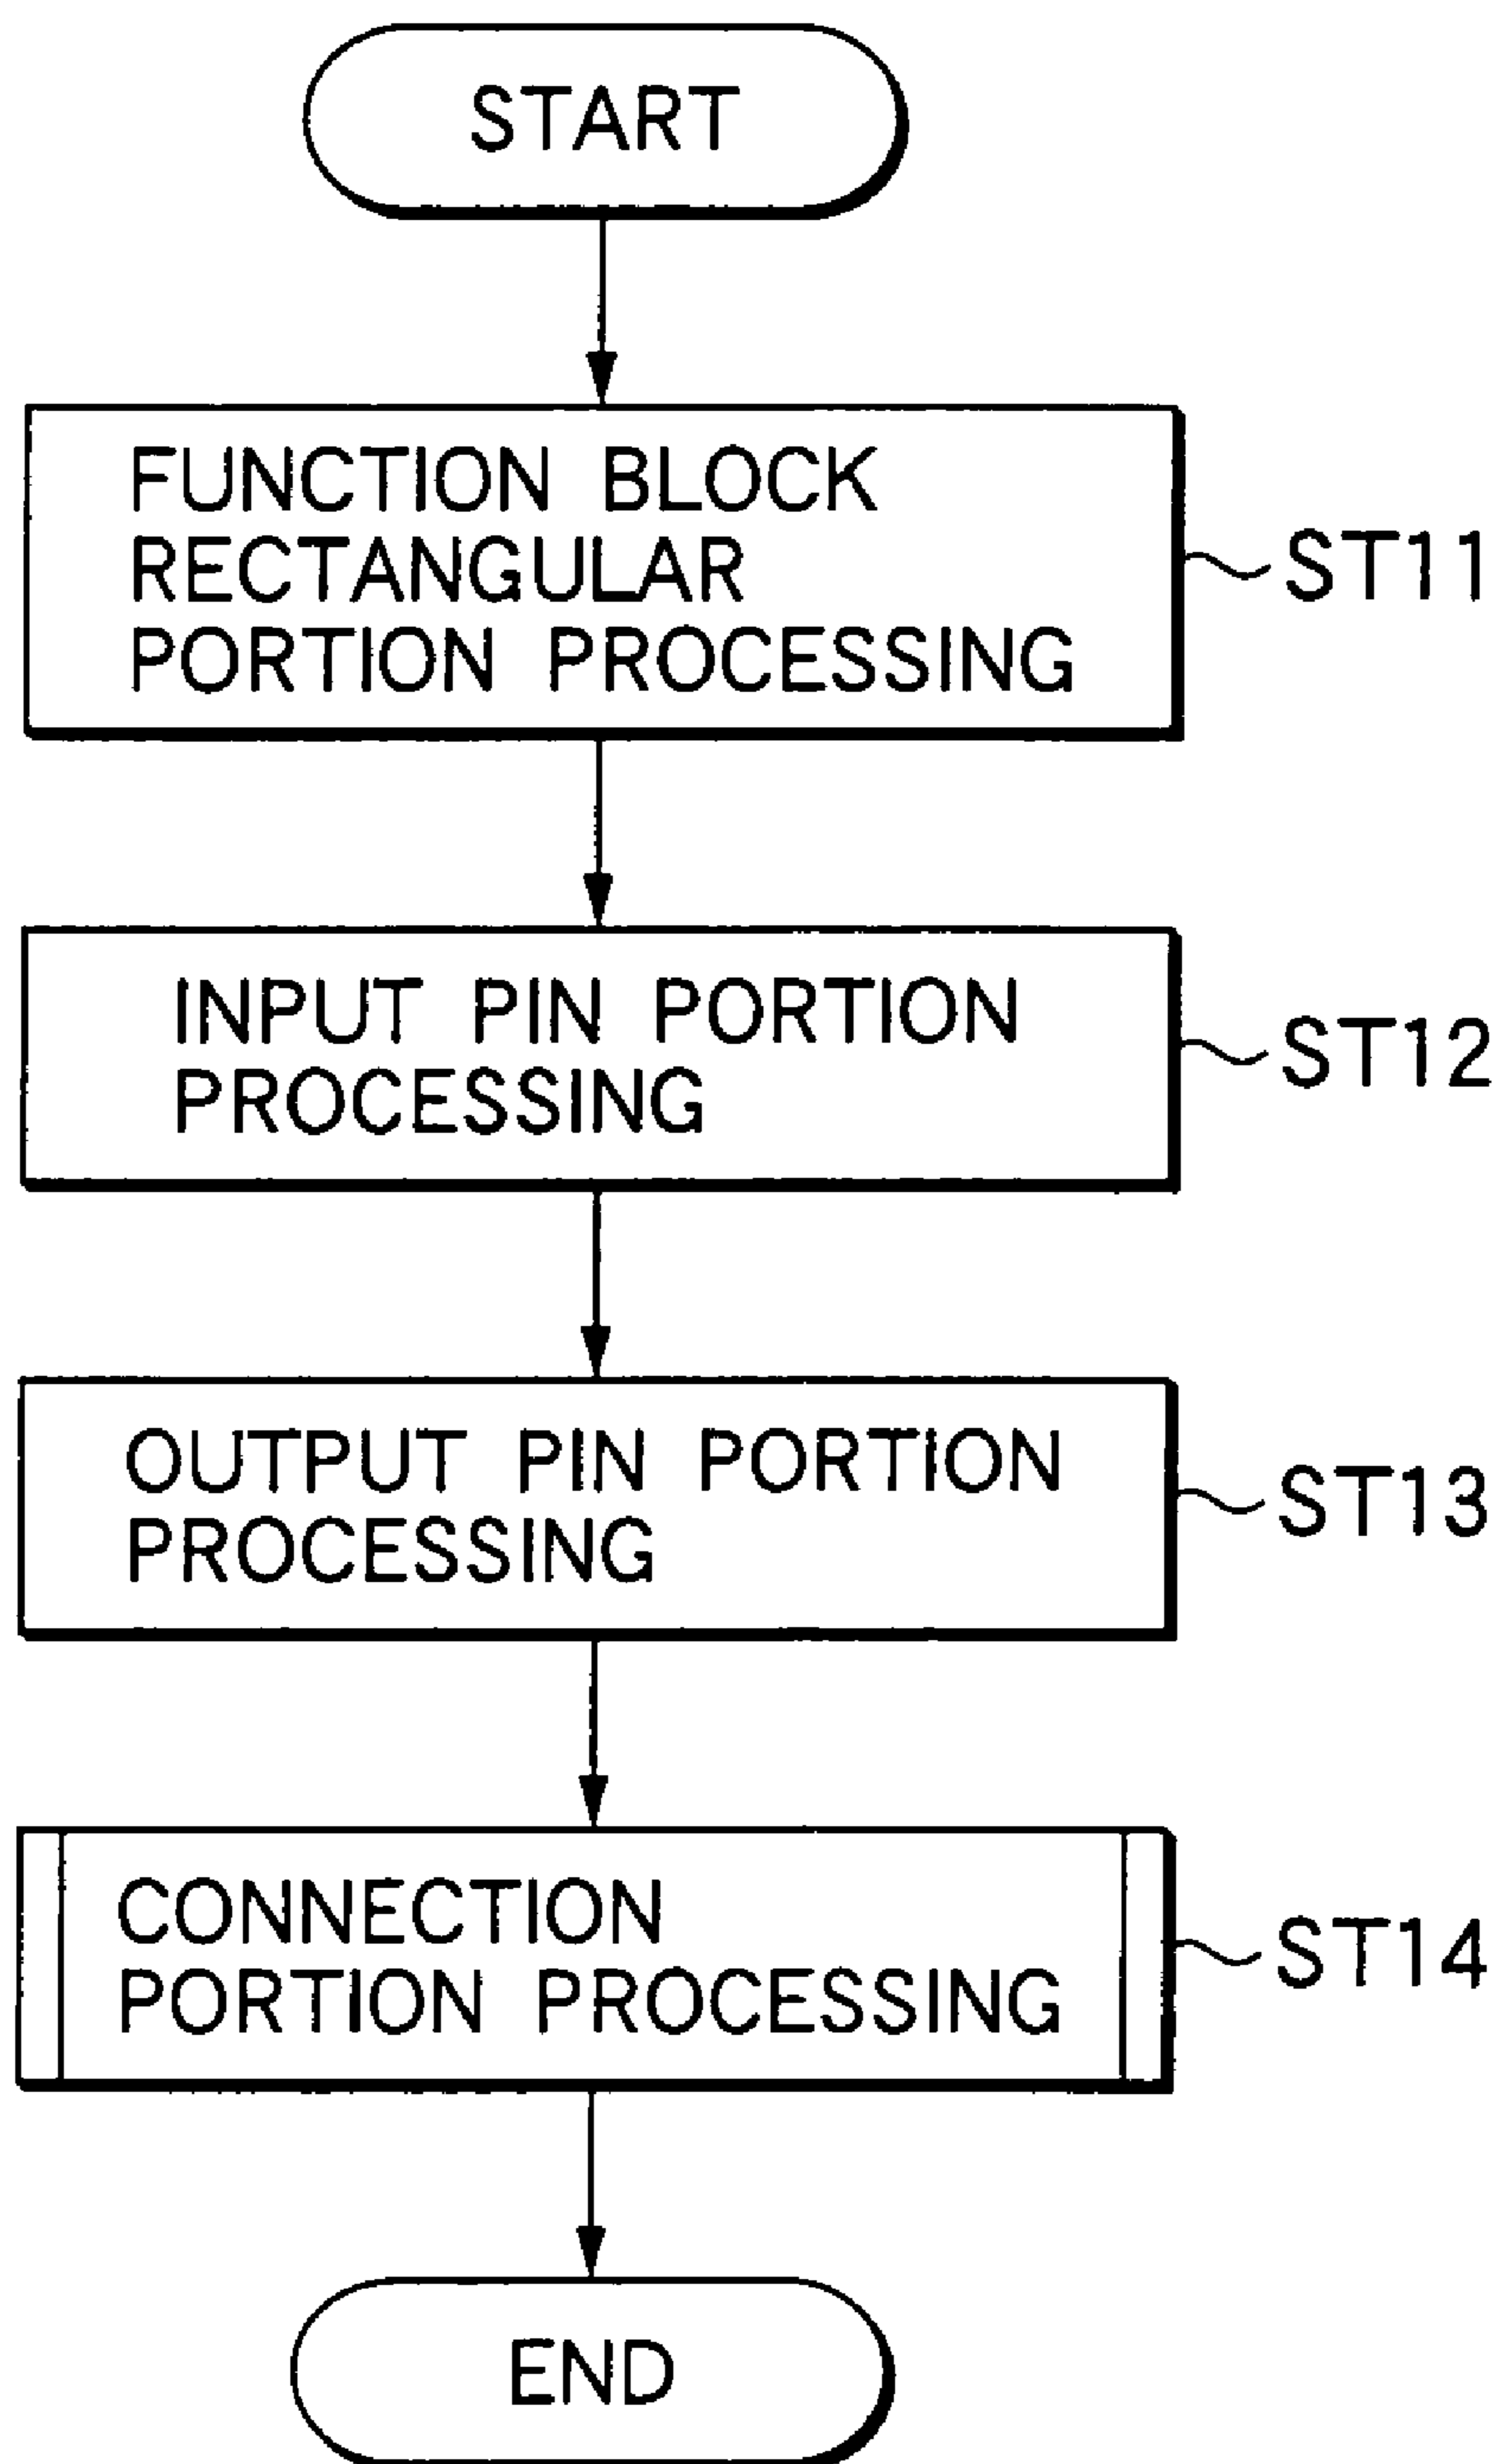 START
FUNCTION BLOCK
RECTANGULAR
PORTION PROCESSING
ST11
INPUT PIN PORTION
PROCESSING
ST12
OUTPUT PIN PORTION
PROCESSING
ST13
CONNECTION
PORTION PROCESSING
ST14
END